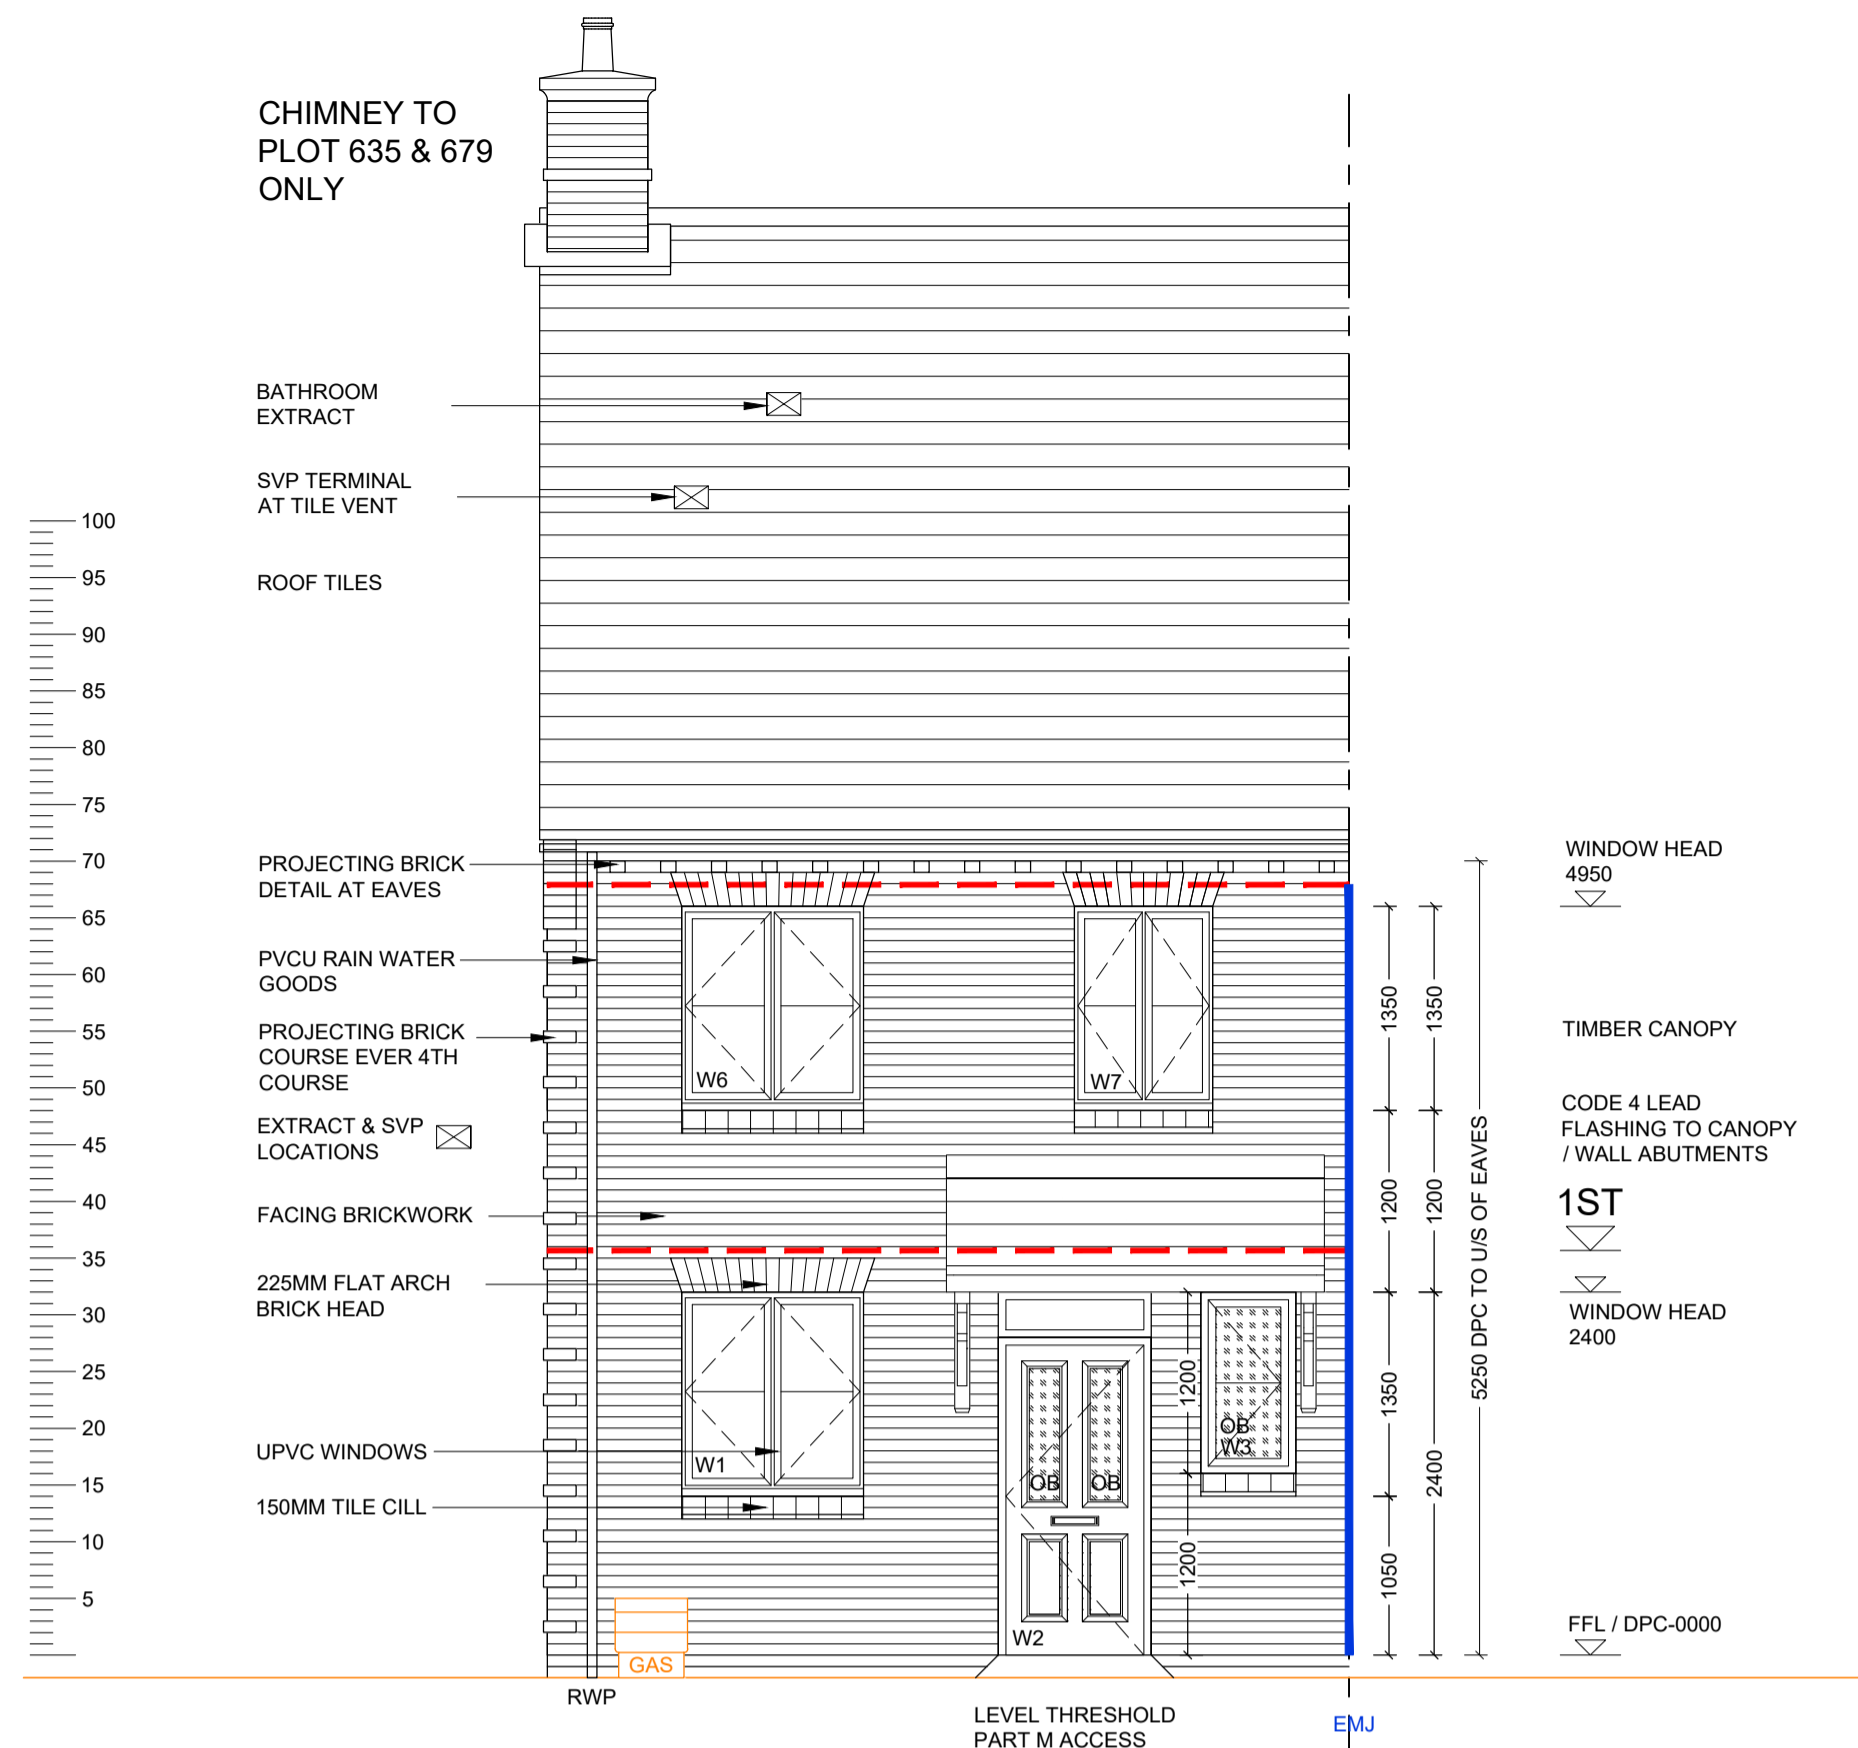 CHIMNEY TO
PLOT 635 & 679
ONLY
BATHROOM
EXTRACT
SVP TERMINAL
AT TILE VENT
ROOF TILES
100
95
90
85
80
75
70
65
60
55
50
45
40
35
30
25
20
15
10
5
PROJECTING BRICK
DETAIL AT EAVES
PVCU RAIN WATER
GOODS
PROJECTING BRICK
COURSE EVER 4TH
COURSE
EXTRACT & SVP
LOCATIONS
FACING BRICKWORK
225MM FLAT ARCH
BRICK HEAD
UPVC WINDOWS
150MM TILE CILL
W6
W7
W1
W2
OB
OB
OB
W3
GAS
RWP
LEVEL THRESHOLD
PART M ACCESS
EMJ
1200
1200
1350
1200
1350
1050
1350
1200
2400
5250 DPC TO U/S OF EAVES
WINDOW HEAD
4950
TIMBER CANOPY
CODE 4 LEAD
FLASHING TO CANOPY
/ WALL ABUTMENTS
1ST
WINDOW HEAD
2400
FFL / DPC-0000